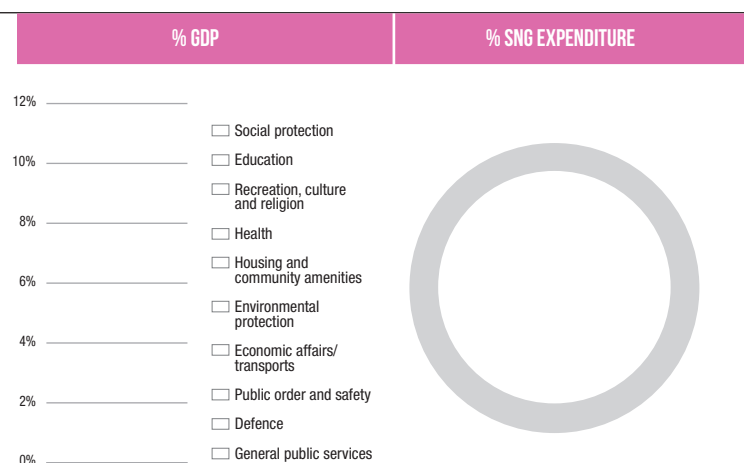 % GDP
% SNG EXPENDITURE
12%
10%
8%
6%
4%
2%
0%
Social protection
Education
Recreation, culture
and religion
Health
Housing and
community amenities
Environmental
protection
Economic affairs/
transports
Public order and safety
Defence
General public services